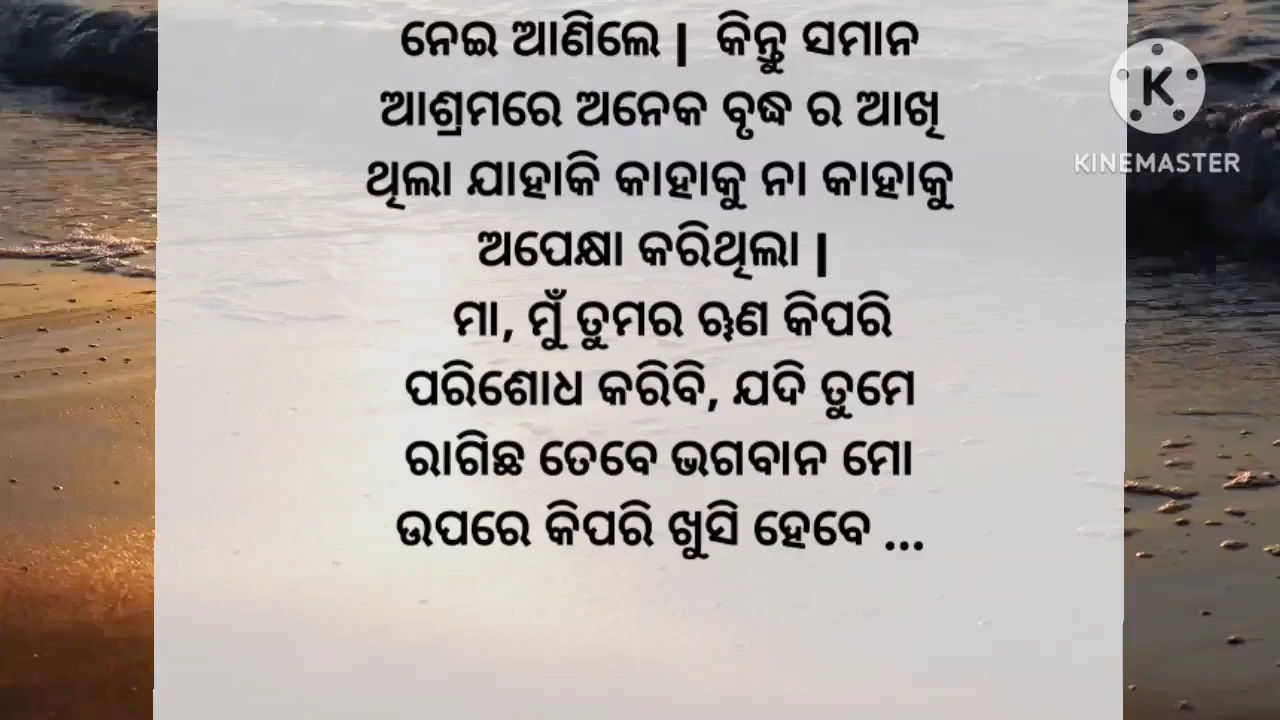 ନେଇ ଆଣିଲେ | କିନ୍ତୁ ସମାନ
ଆଶ୍ରମରେ ଅନେକ ବୃଦ୍ଧ ର ଆଖି
ଥିଲା ଯାହାକି କାହାକୁ ନା କାହାକୁ
ଅପେକ୍ଷା କରିଥିଲା |
ମା, ମୁଁ ତୁମର ଋଣ କିପରି
ପରିଶୋଧ କରିବି, ଯଦି ତୁମେ
ରାଗିଛ ତେବେ ଭଗବାନ ମୋ
ଉପରେ କିପରି ଖୁସି ହେବେ ...
K
KINEMASTER